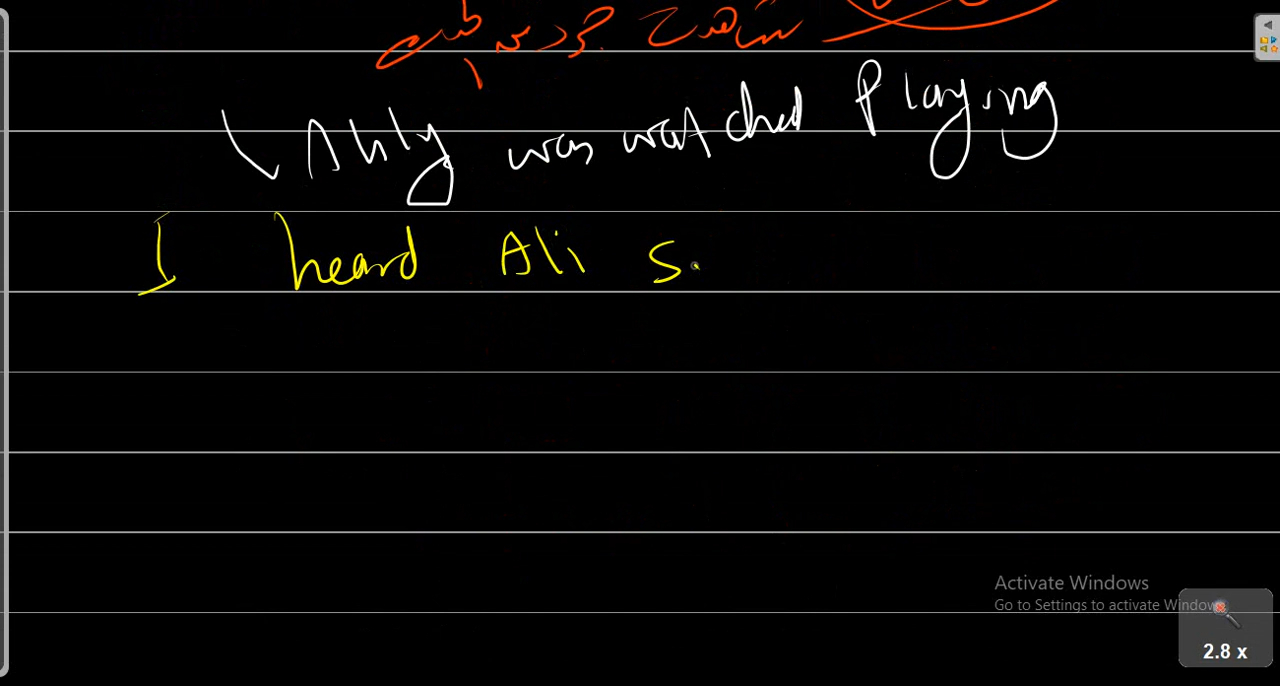 Ahly was watched Playing
I heard Ali s
Activate Windows
Go to Settings to activate Windows
2.8 x